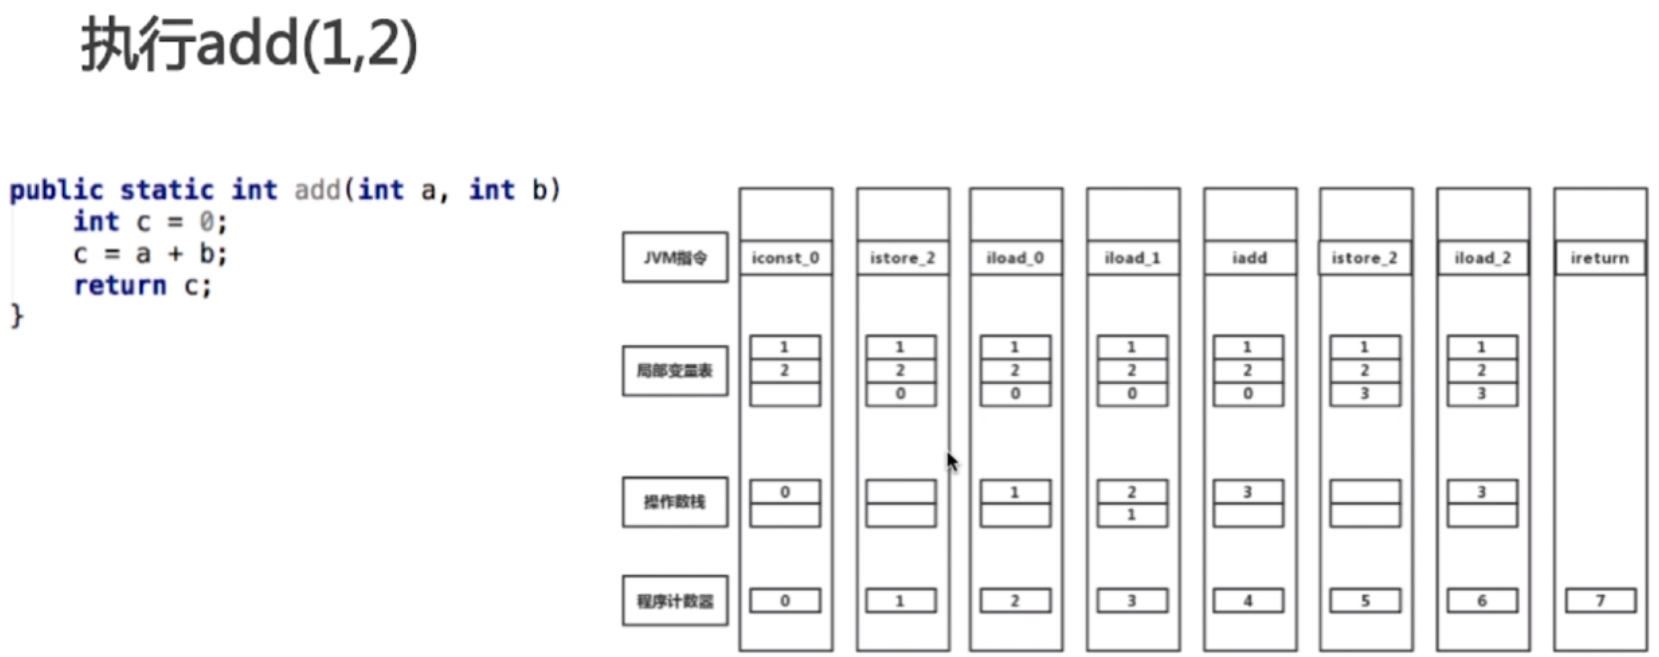 执行add(1,2)
public static int add(int a, int b)
int c = 0;
c = a + b;
return c;
}
JVM指令 iconst_0 istore_2 iload_0 iload_1 iadd istore_2 iload_2 ireturn
局部变量表
1 1 1 1 1 1 1
2 2 2 2 2 2 2
0 0 0 0 3 3
操作数栈
0 1 2 3 3
1
程序计数器 0 1 2 3 4 5 6 7